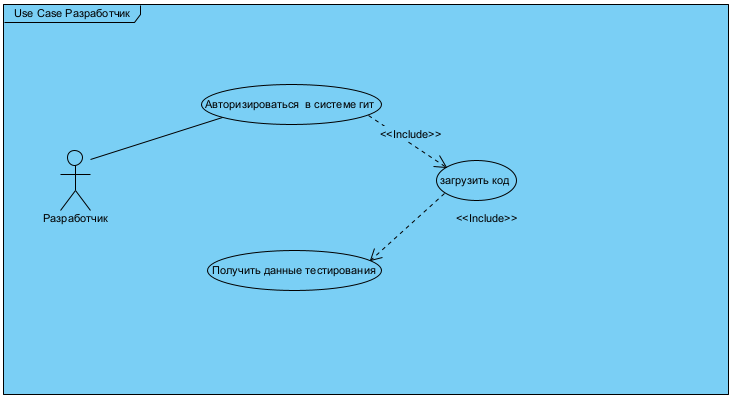 Use Case Разработчик
Авторизироваться в системе гит
<<Include>>
загрузить код
Разработчик
<<Include>>
Получить данные тестирования